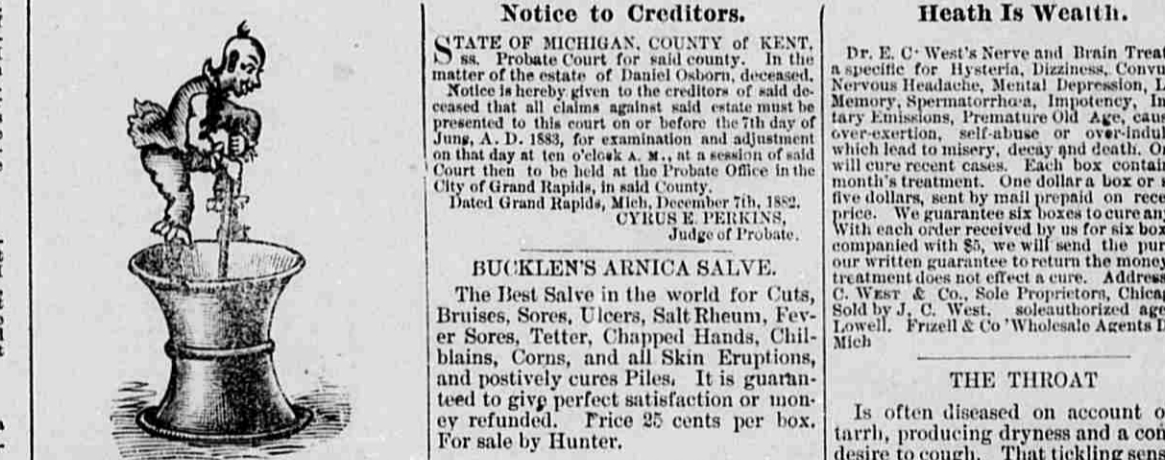 Notice to Creditors.
STATE OF MICHIGAN, COUNTY of KENT,
ss. Probate Court for said county. In the
matter of the estate of Daniel Osborn, deceased.
Notice is hereby given to the creditors of said de-
ceased that all claims against said estate must be
presented to this court on or before the 7th day of
Jung, A. D. 1883, for examination and adjustment
on that day at ten o'clook A. M., at a session of said
Court then to be held at the Probate Office in the
City of Grand Rapids, in said County.
Dated Grand Rapids, Mich, December 7th, 1882.
CYRUS E. PERKINS,
Judge of Probate.
BUCKLEN'S ARNICA SALVE.
The Best Salve in the world for Cuts,
Bruises, Sores, Ulcers, Salt Rheum, Fev-
er Sores, Tetter, Chapped Hands, Chil-
blains, Corns, and all Skin Eruptions,
and postively cures Piles. It is guaran-
teed to give perfect satisfaction or mon-
ey refunded. Price 25 cents per box.
For sale by Hunter.
Heath Is Wealth.
Dr. E. C. West's Nerve and Brain Treat
a specific for Hysteria, Dizziness, Convu
Nervous Headache, Mental Depression, L
Memory, Spermatorrhœa, Impotency, In
tary Emissions, Premature Old Age, caus
over-exertion, self-abuse or over-indul
which lead to misery, decay and death. O
will cure recent cases. Each box contain
month's treatment. One dollar a box or s
five dollars, sent by mail prepaid on rece
price. We guarantee six boxes to cure any
With each order received by us for six box
companied with $5, we will send the pur
our written guarantee to return the money
treatment does not effect a cure. Address
C. WEST & Co., Sole Proprietors, Chica
Sold by J, C. West. soleauthorized age
Lowell. Frizell & Co 'Wholesale Agents D
Mich
THE THROAT
Is often diseased on account o
tarrh, producing dryness and a con
desire to cough. That tickling sens